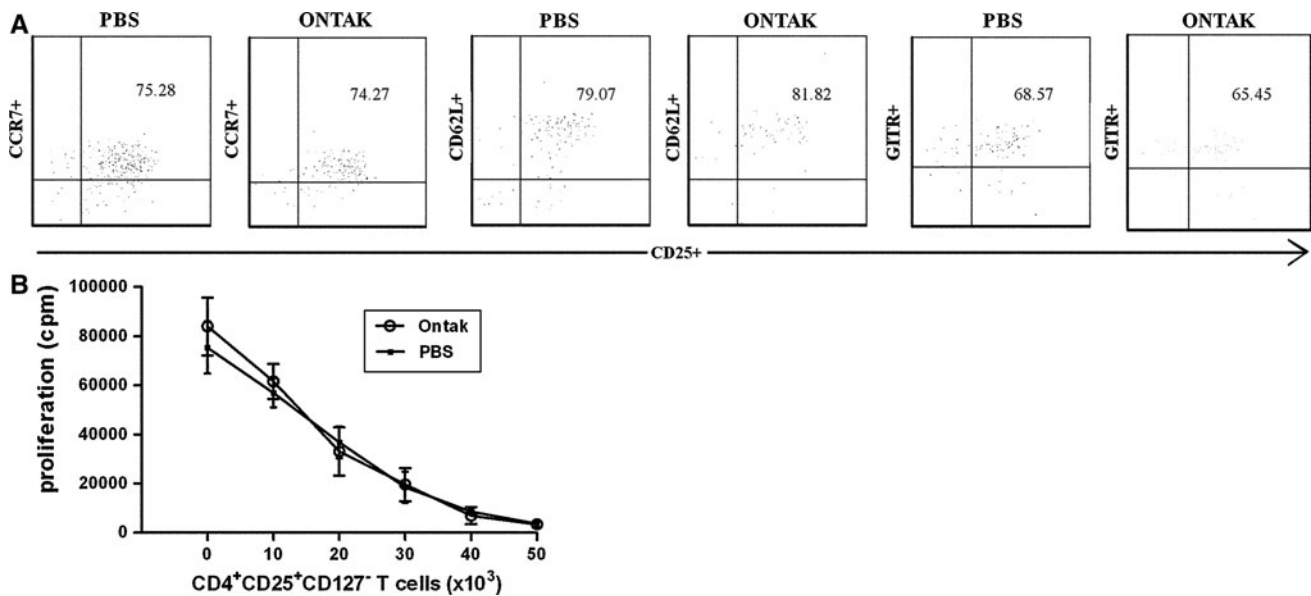 A
PBS
ONTAK
PBS
ONTAK
PBS
ONTAK
CCR7+
75.28
CCR7+
74.27
CD62L+
79.07
CD62L+
81.82
GITR+
68.57
GITR+
65.45
CD25+
B
proliferation (cpm)
100000
80000
60000
40000
20000
0
Ontak
PBS
0 10 20 30 40 50
CD4⁺CD25⁺CD127⁻ T cells (x10³)